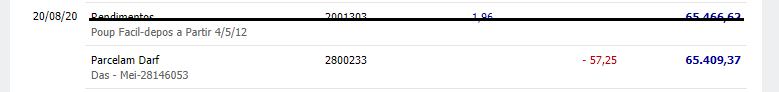 20/08/20 Rendimentos 2001303 1,96 65.466,62
Poup Facil-depos a Partir 4/5/12
Parcelam Darf 2800233 - 57,25 65.409,37
Das - Mei-28146053